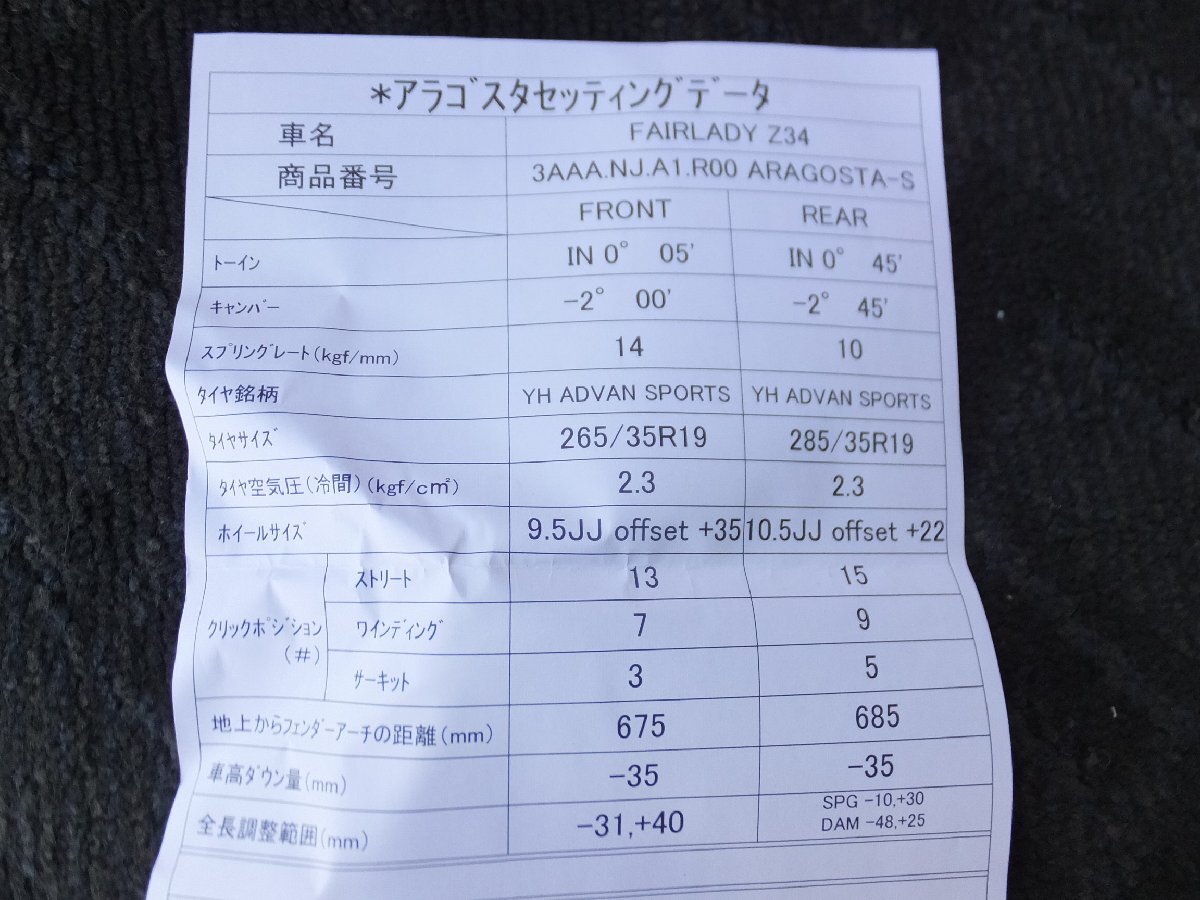 *アラゴスタセッティングデータ
車名 FAIRLADY Z34
商品番号 3AAA.NJ.A1.R00 ARAGOSTA-S
FRONT REAR
トーイン IN 0° 05' IN 0° 45'
キャンバー -2° 00' -2° 45'
スプリングレート(kgf/mm) 14 10
タイヤ銘柄 YH ADVAN SPORTS YH ADVAN SPORTS
タイヤサイズ 265/35R19 285/35R19
タイヤ空気圧(冷間)(kgf/c㎡) 2.3 2.3
ホイールサイズ 9.5JJ offset +35 10.5JJ offset +22
クリックポジション(#)
ストリート 13 15
ワインディング 7 9
サーキット 3 5
地上からフェンダーアーチの距離(mm) 675 685
車高ダウン量(mm) -35 -35
全長調整範囲(mm) -31,+40 SPG -10,+30
DAM -48,+25